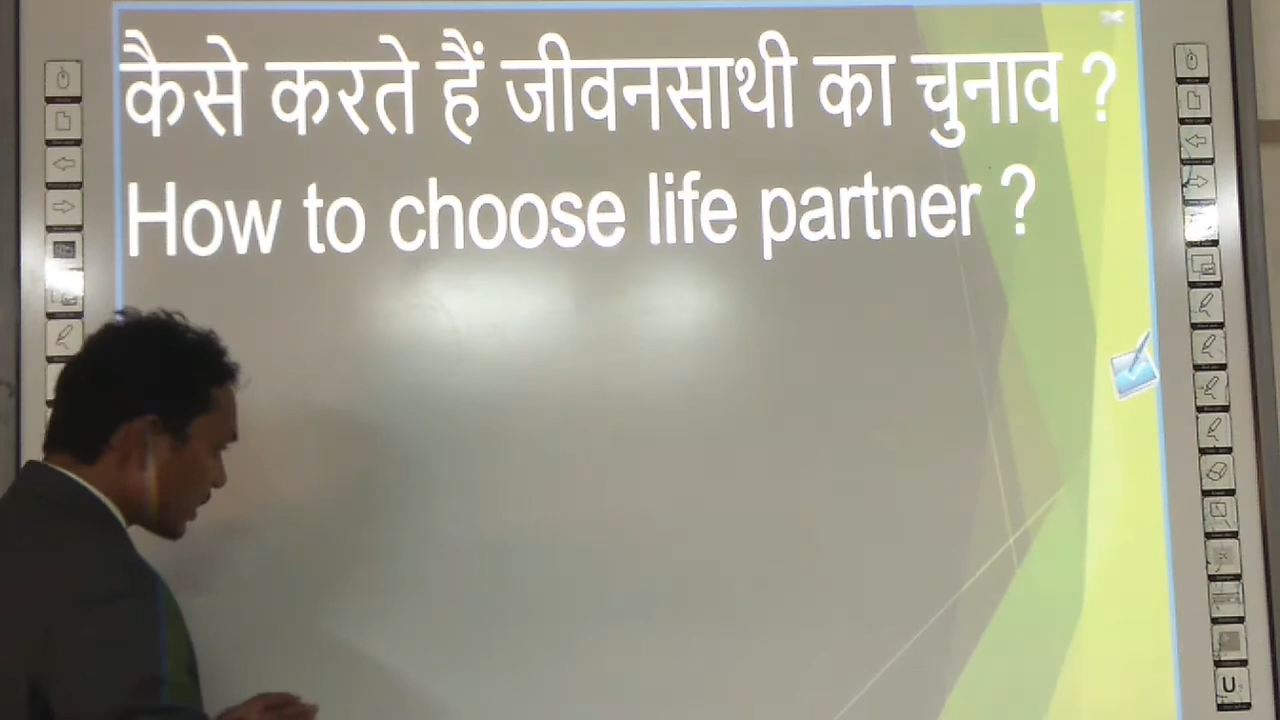 कैसे करते हैं जीवनसाथी का चुनाव ?
How to choose life partner ?
U